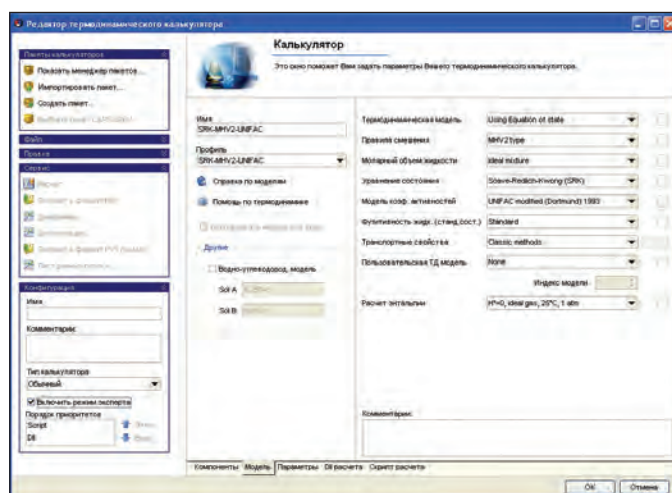 Редактор термодинамического калькулятора
Пакеты калькуляторов
Показать менеджер пакетов...
Импортировать пакет...
Создать пакет...
Файл
Правка
Сервис
Расчет
Конфигурация
Имя
Комментарии:
Тип калькулятора
Обычный
Включить режим эксперта
Порядок приоритетов
Script
Dll
Калькулятор
Это окно поможет Вам задать параметры Вашего термодинамического калькулятора.
Имя
SRK-MHV2-UNIFAC
Профиль
SRK-MHV2-UNIFAC
Справка по моделям
Помощь по термодинамике
Другие
Водно-углеводород. модель
Sol A
Sol B
Термодинамическая модель
Using Equation of state
Правила смешения
MHV2 type
Молярный объем жидкости
Ideal mixture
Уравнение состояния
Soave-Redlich-Kwong (SRK)
Модель коэф. активностей
UNIFAC modified (Dortmund) 1993
Фугитивность жидк. (станд.сост.)
Standard
Транспортные свойства
Classic methods
Пользовательская ТД модель
None
Индекс модели
Расчет энтальпии
H*=0, ideal gas, 25°C, 1 atm
Комментарии:
Компоненты Модель Параметры Dll расчета Скрипт расчета
OK Отмена